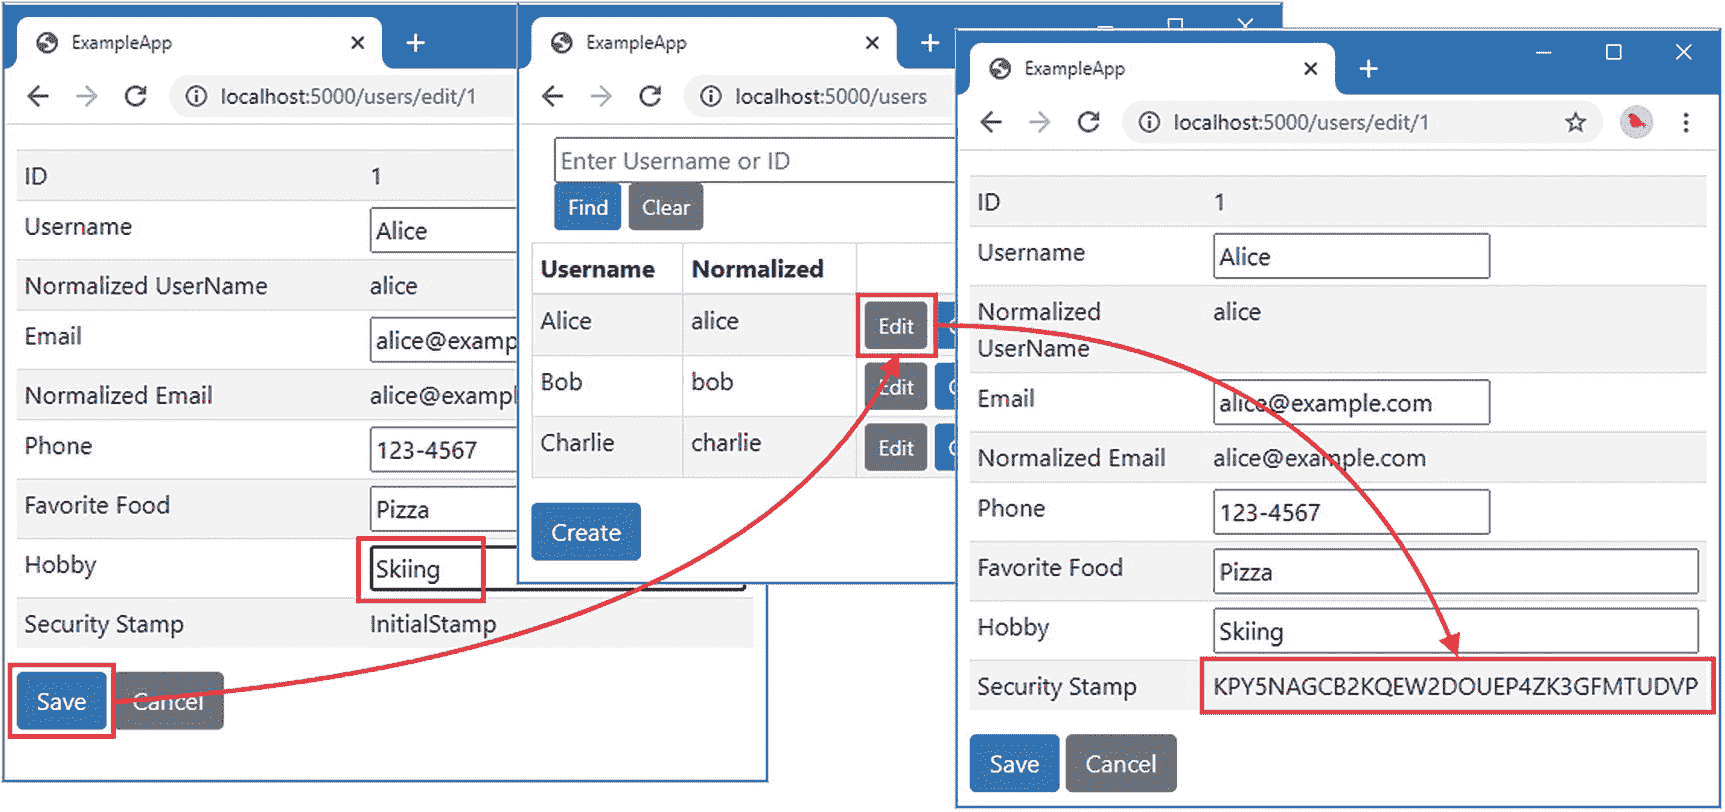 ExampleApp
localhost:5000/users/edit/1
ID 1
Username Alice
Normalized UserName alice
Email alice@examp
Normalized Email alice@exampl
Phone 123-4567
Favorite Food Pizza
Hobby Skiing
Security Stamp InitialStamp
Save Cancel
ExampleApp
localhost:5000/users
Enter Username or ID
Find Clear
Username Normalized
Alice alice Edit
Bob bob Edit
Charlie charlie Edit
Create
ExampleApp
localhost:5000/users/edit/1
ID 1
Username Alice
Normalized alice
UserName
Email alice@example.com
Normalized Email alice@example.com
Phone 123-4567
Favorite Food Pizza
Hobby Skiing
Security Stamp KPY5NAGCB2KQEW2DOUEP4ZK3GFMTUDVP
Save Cancel